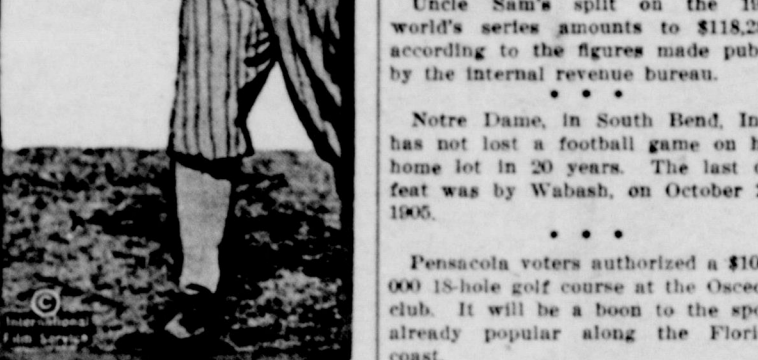 ©
International
Film Service
Uncle Sam's split on the 19
world's series amounts to $118,2
according to the figures made pub
by the internal revenue bureau.
• • •
Notre Dame, in South Bend, In
has not lost a football game on h
home lot in 20 years. The last
feat was by Wabash, on October
1905.
• • •
Pensacola voters authorized a $10
000 18-hole golf course at the Osce
club. It will be a boon to the spo
already popular along the Flori
coast.